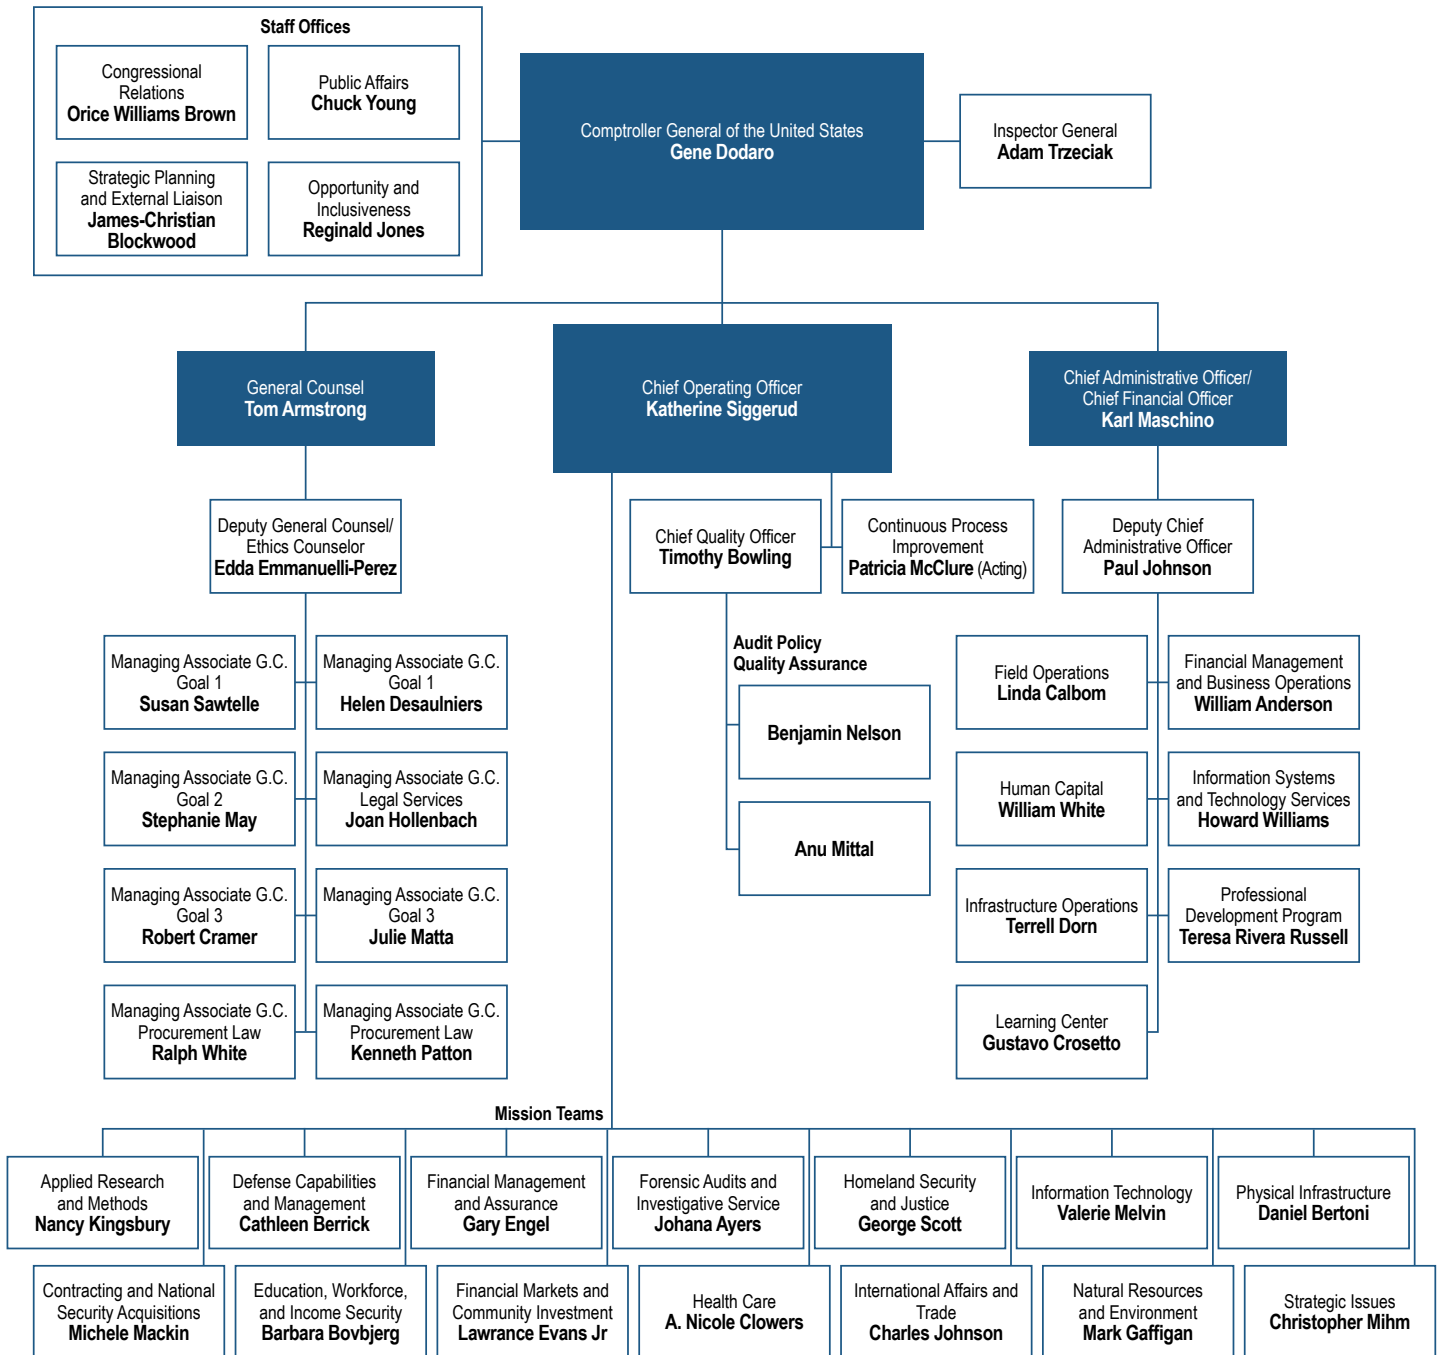 Staff Offices
Congressional
Relations
Orice Williams Brown
Public Affairs
Chuck Young
Strategic Planning
and External Liaison
James-Christian
Blockwood
Opportunity and
Inclusiveness
Reginald Jones
Comptroller General of the United States
Gene Dodaro
Inspector General
Adam Trzeciak
General Counsel
Tom Armstrong
Chief Operating Officer
Katherine Siggerud
Chief Administrative Officer/
Chief Financial Officer
Karl Maschino
Deputy General Counsel/
Ethics Counselor
Edda Emmanuelli-Perez
Chief Quality Officer
Timothy Bowling
Continuous Process
Improvement
Patricia McClure (Acting)
Deputy Chief
Administrative Officer
Paul Johnson
Managing Associate G.C.
Goal 1
Susan Sawtelle
Managing Associate G.C.
Goal 1
Helen Desaulniers
Managing Associate G.C.
Goal 2
Stephanie May
Managing Associate G.C.
Legal Services
Joan Hollenbach
Managing Associate G.C.
Goal 3
Robert Cramer
Managing Associate G.C.
Goal 3
Julie Matta
Managing Associate G.C.
Procurement Law
Ralph White
Managing Associate G.C.
Procurement Law
Kenneth Patton
Audit Policy
Quality Assurance
Benjamin Nelson
Anu Mittal
Field Operations
Linda Calbom
Financial Management
and Business Operations
William Anderson
Human Capital
William White
Information Systems
and Technology Services
Howard Williams
Infrastructure Operations
Terrell Dorn
Professional
Development Program
Teresa Rivera Russell
Learning Center
Gustavo Crosetto
Mission Teams
Applied Research
and Methods
Nancy Kingsbury
Defense Capabilities
and Management
Cathleen Berrick
Financial Management
and Assurance
Gary Engel
Forensic Audits and
Investigative Service
Johana Ayers
Homeland Security
and Justice
George Scott
Information Technology
Valerie Melvin
Physical Infrastructure
Daniel Bertoni
Contracting and National
Security Acquisitions
Michele Mackin
Education, Workforce,
and Income Security
Barbara Bovbjerg
Financial Markets and
Community Investment
Lawrance Evans Jr
Health Care
A. Nicole Clowers
International Affairs and
Trade
Charles Johnson
Natural Resources
and Environment
Mark Gaffigan
Strategic Issues
Christopher Mihm